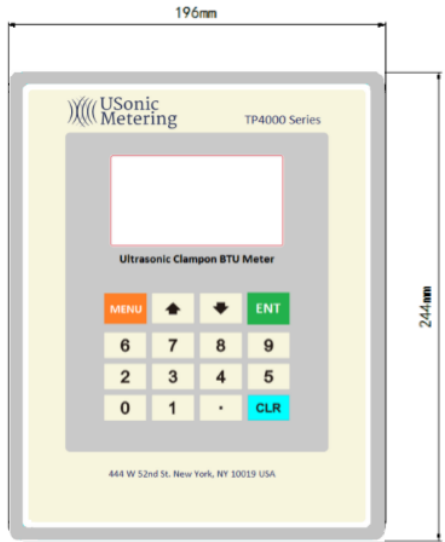 196mm
USonic
Metering
TP4000 Series
Ultrasonic Clampon BTU Meter
MENU ENT
6 7 8 9
2 3 4 5
0 1 · CLR
244mm
444 W 52nd St. New York, NY 10019 USA